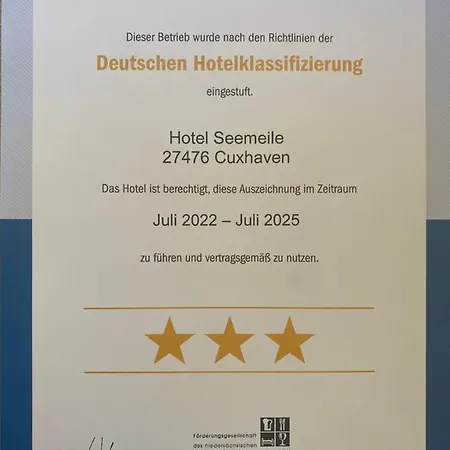 Dieser Betrieb wurde nach den Richtlinien der
Deutschen Hotelklassifizierung
eingestuft.
Hotel Seemeile
27476 Cuxhaven
Das Hotel ist berechtigt, diese Auszeichnung im Zeitraum
Juli 2022 – Juli 2025
zu führen und vertragsgemäß zu nutzen.
Förderungsgesellschaft
des niedersächsischen